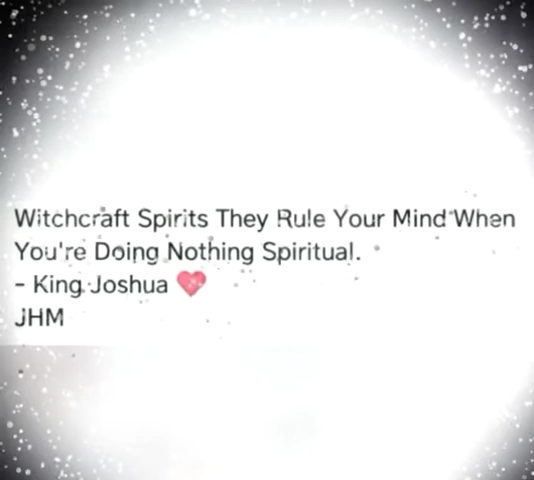 Witchcraft Spirits They Rule Your Mind When
You're Doing Nothing Spiritual.
- King Joshua 💗
JHM